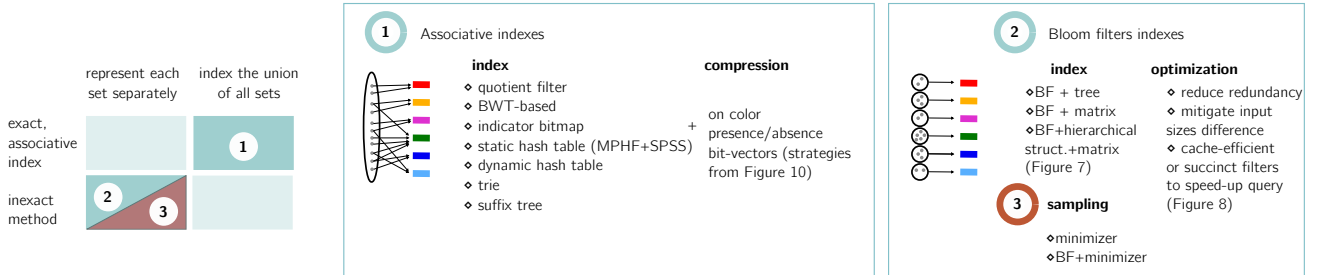 represent each
set separately
index the union
of all sets
exact,
associative
index
1
inexact
method
2
3
1
Associative indexes
index
⋄ quotient filter
⋄ BWT-based
⋄ indicator bitmap
⋄ static hash table (MPHF+SPSS)
⋄ dynamic hash table
⋄ trie
⋄ suffix tree
+
compression
on color
presence/absence
bit-vectors (strategies
from Figure 10)
2
Bloom filters indexes
index
⋄BF + tree
⋄BF + matrix
⋄BF+hierarchical
struct.+matrix
(Figure 7)
optimization
⋄ reduce redundancy
⋄ mitigate input
sizes difference
⋄ cache-efficient
or succinct filters
to speed-up query
(Figure 8)
3
sampling
⋄minimizer
⋄BF+minimizer